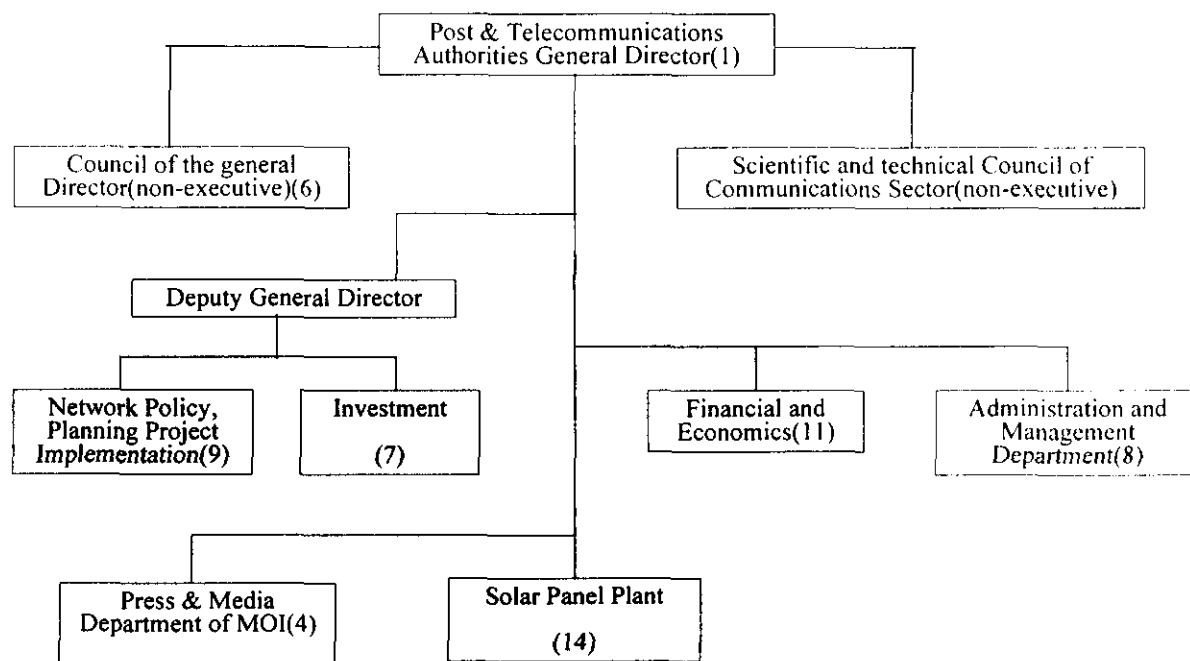 Post & Telecommunications
Authorities General Director(1)
Council of the general
Director(non-executive)(6)
Scientific and technical Council of
Communications Sector(non-executive)
Deputy General Director
Network Policy,
Planning Project
Implementation(9)
Investment
(7)
Financial and
Economics(11)
Administration and
Management
Department(8)
Press & Media
Department of MOI(4)
Solar Panel Plant
(14)